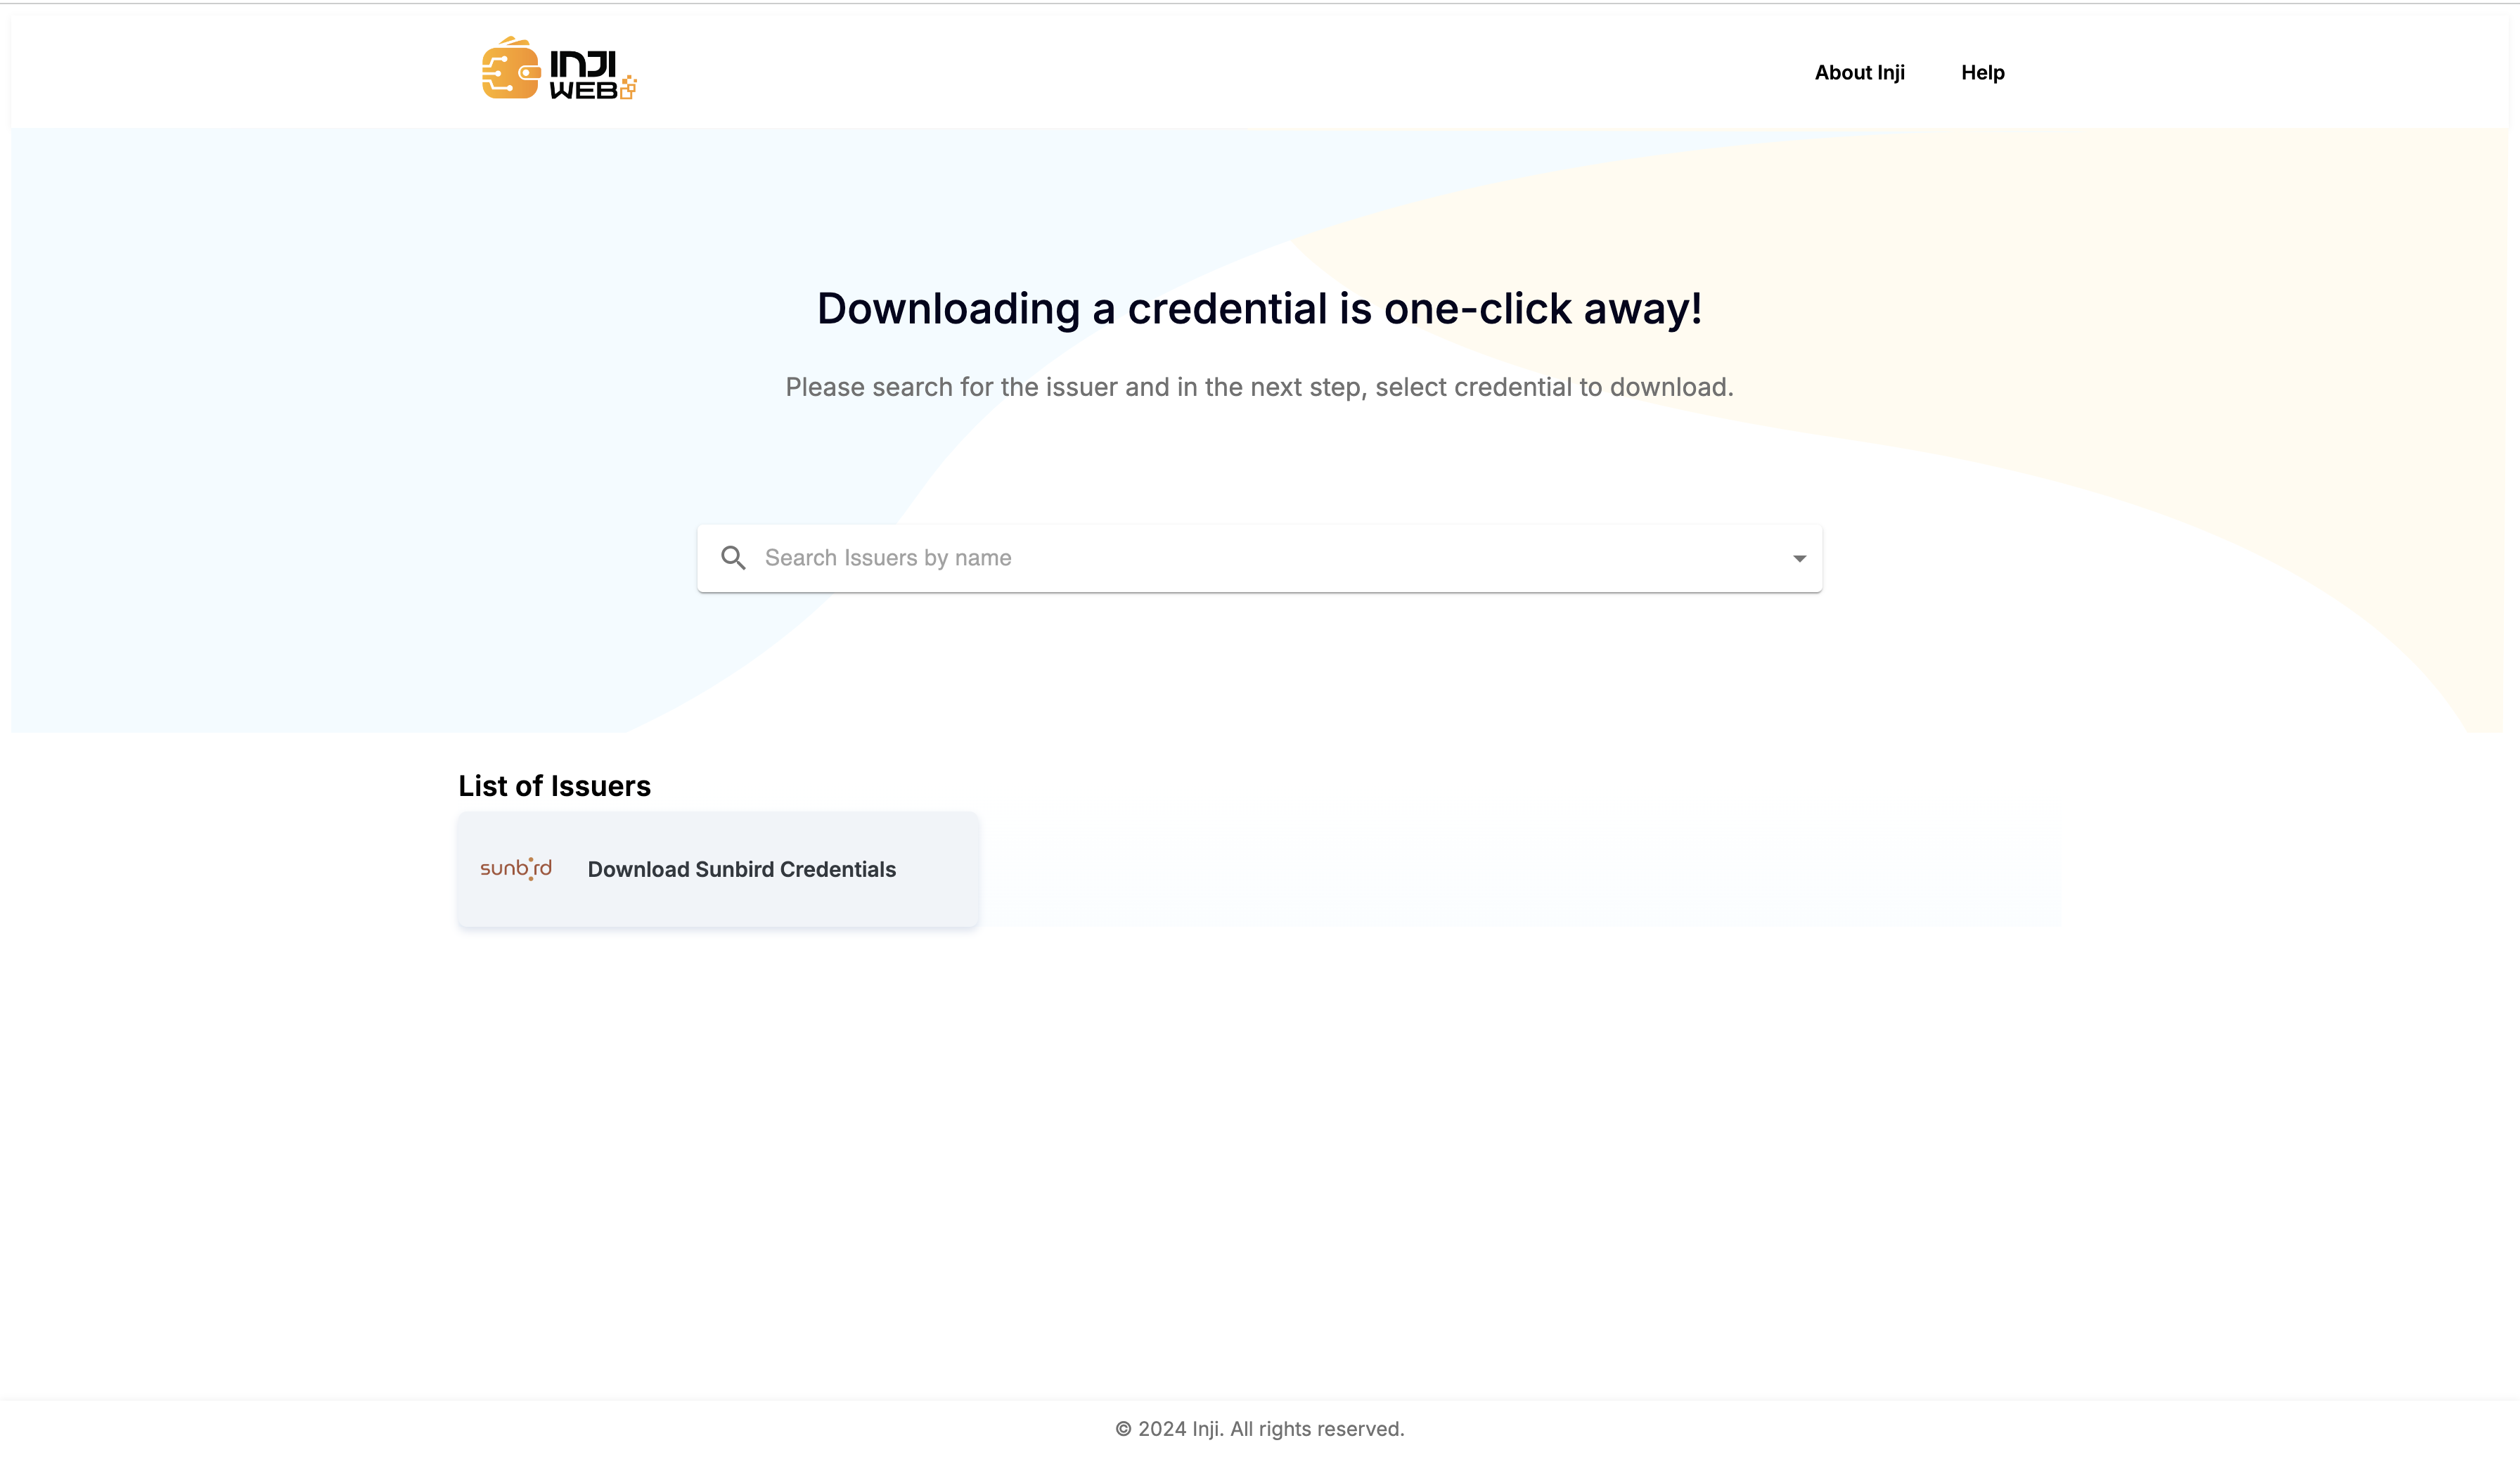 INJI
WEB
About Inji
Help
Downloading a credential is one-click away!
Please search for the issuer and in the next step, select credential to download.
Search Issuers by name
List of Issuers
sunbird
Download Sunbird Credentials
© 2024 Inji. All rights reserved.